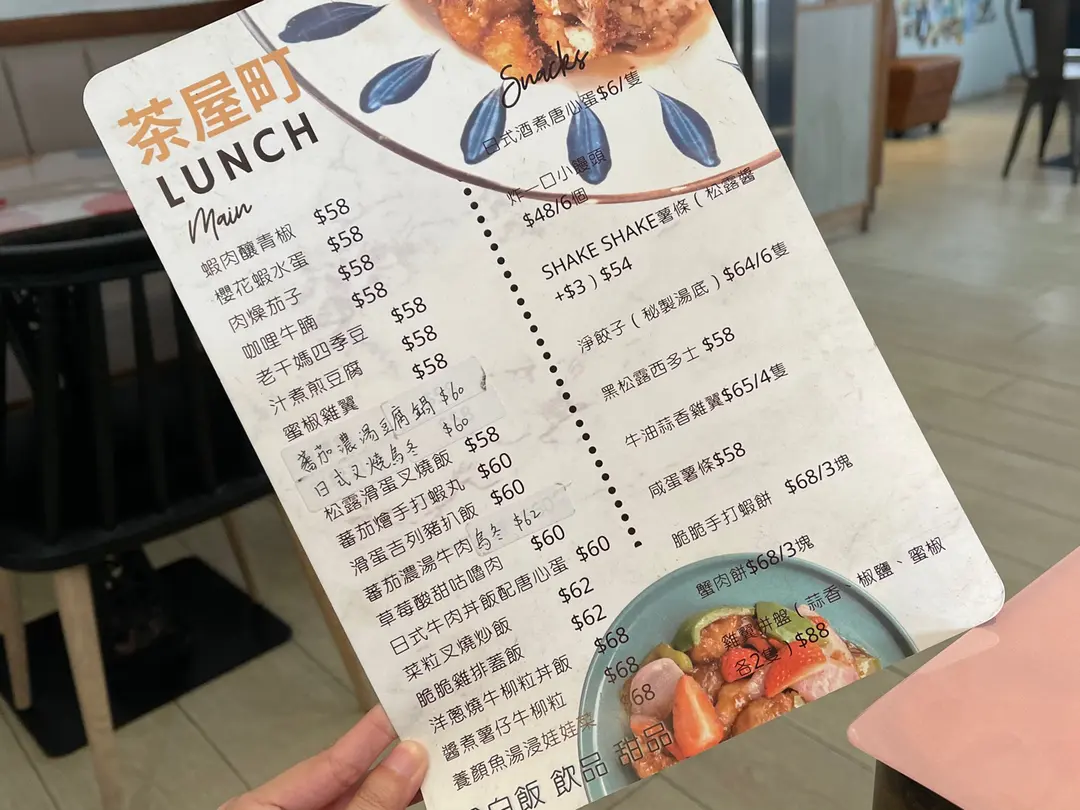 茶屋町
LUNCH
Main
蝦肉釀青椒 $58
櫻花蝦水蛋 $58
肉燥茄子 $58
咖哩牛腩 $58
老干媽四季豆 $58
汁煮煎豆腐 $58
蜜椒雞翼 $58
蕃茄濃湯豆腐鍋 $60
日式叉燒烏冬 $60
松露滑蛋叉燒飯 $58
蕃茄燴手打蝦丸 $60
滑蛋吉列豬扒飯 $60
蕃茄濃湯牛肉烏冬 $62
草莓酸甜咕嚕肉 $60
日式牛肉丼飯配唐心蛋 $60
菜粒叉燒炒飯 $62
脆脆雞排蓋飯 $62
洋蔥燒牛柳粒丼飯 $68
醬煮薯仔牛柳粒 $68
養顏魚湯浸娃娃菜 68
白飯 飲品 甜品
Snacks
日式酒煮唐心蛋$6/隻
炸一口小饅頭
$48/6個
SHAKE SHAKE薯條 ( 松露醬
+$3 ) $54
淨餃子 ( 秘製湯底 ) $64/6隻
黑松露西多士 $58
牛油蒜香雞翼$65/4隻
咸蛋薯條$58
脆脆手打蝦餅 $68/3塊
蟹肉餅$68/3塊
雞翼拼盤 ( 蒜香、椒鹽、蜜椒
各2隻 ) $88